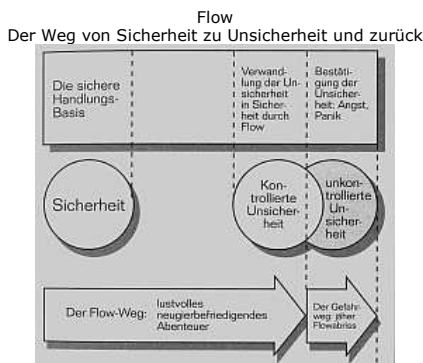 Flow
Der Weg von Sicherheit zu Unsicherheit und zurück
Die sichere
Handlungs-
Basis
Verwand-
lung der Un-
sicherheit
in Sicher-
heit durch
Flow
Bestäti-
gung der
Unsicher-
heit: Angst,
Panik
Sicherheit
Kon-
trollierte
Unsicher-
heit
unkon-
trollierte
Un-
sicher-
heit
Der Flow-Weg:
lustvolles
neugierbefriedigendes
Abenteuer
Der Gefahr-
weg: jäher
Flowabriss